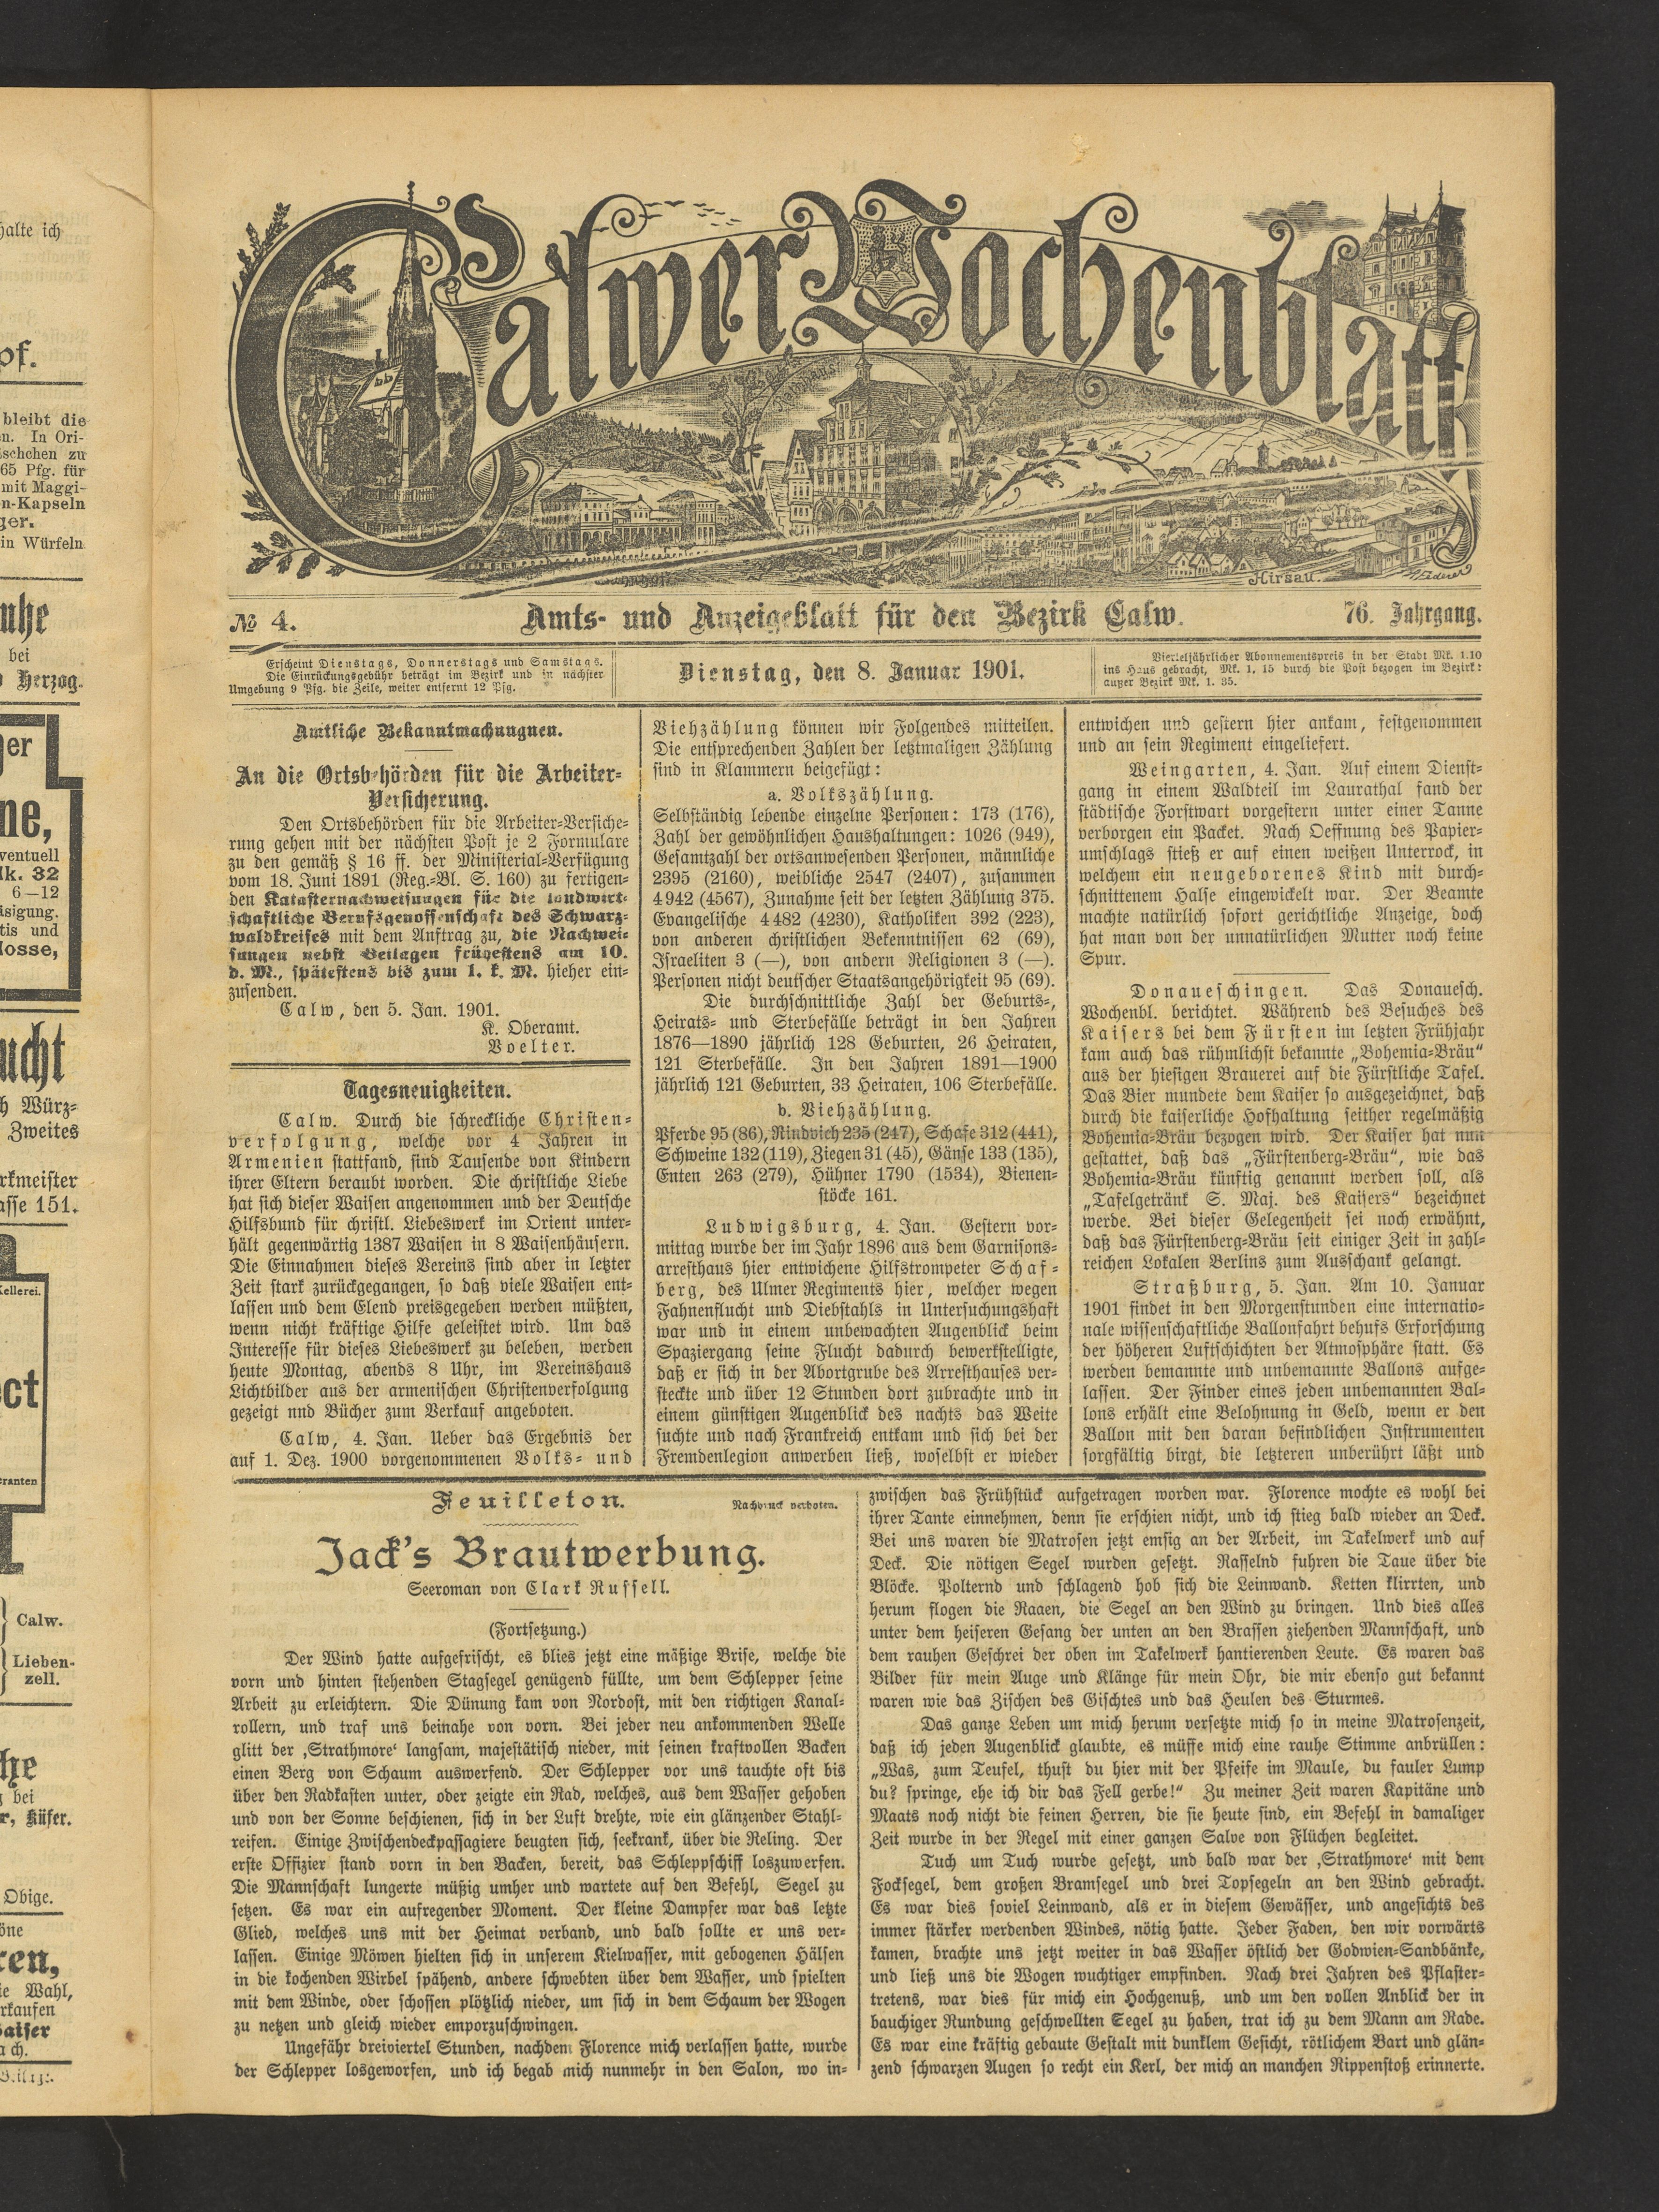 halte ich
of.
bleibt die
n. In Ori-
schchen zu
65 Pfg. für
mit Maggi-
n-Kapseln
ger.
in Würfeln
uhe
bei
Herzog.
ger
ne,
ventuell
lk. 32
6—12
äsigung.
tis und
losse,
ucht
h Würz-
Zweites
rkmeister
asse 151.
Kellerei.
ect
ranten
Calw.
Lieben-
zell.
he
bei
r, Küfer.
Obige.
öne
ren,
ie Wahl,
rkaufen
Kaiser
ach.
Calwer Wochenblatt
Rathhaus.
Hirsau.
№ 4.
Amts- und Anzeigeblatt für den Bezirk Calw.
76. Jahrgang.
Erscheint Dienstags, Donnerstags und Samstags.
Die Einrückungsgebühr beträgt im Bezirk und in nächster
Umgebung 9 Pfg. die Zeile, weiter entfernt 12 Pfg.
Dienstag, den 8. Januar 1901.
Vierteljährlicher Abonnementspreis in der Stadt Mk. 1.10
ins Haus gebracht, Mk. 1. 15 durch die Post bezogen im Bezirk:
außer Bezirk Mk. 1. 35.
Amtliche Bekanntmachnugnen.
An die Ortsbehörden für die Arbeiter-
Versicherung.
Den Ortsbehörden für die Arbeiter-Versiche-
rung gehen mit der nächsten Post je 2 Formulare
zu den gemäß § 16 ff. der Ministerial-Verfügung
vom 18. Juni 1891 (Reg.-Bl. S. 160) zu fertigen-
den Katasternachweisungen für die landwirt-
schaftliche Berufsgenossenschaft des Schwarz-
waldkreises mit dem Auftrag zu, die Nachwei-
sungen nebst Beilagen frühestens am 10.
d. M., spätestens bis zum 1. k. M. hieher ein-
zusenden.
Calw, den 5. Jan. 1901.
K. Oberamt.
Voelter.
Tagesneuigkeiten.
Calw. Durch die schreckliche Christen-
verfolgung, welche vor 4 Jahren in
Armenien stattfand, sind Tausende von Kindern
ihrer Eltern beraubt worden. Die christliche Liebe
hat sich dieser Waisen angenommen und der Deutsche
Hilfsbund für christl. Liebeswerk im Orient unter-
hält gegenwärtig 1387 Waisen in 8 Waisenhäusern.
Die Einnahmen dieses Vereins sind aber in letzter
Zeit stark zurückgegangen, so daß viele Waisen ent-
lassen und dem Elend preisgegeben werden müßten,
wenn nicht kräftige Hilfe geleistet wird. Um das
Interesse für dieses Liebeswerk zu beleben, werden
heute Montag, abends 8 Uhr, im Vereinshaus
Lichtbilder aus der armenischen Christenverfolgung
gezeigt nnd Bücher zum Verkauf angeboten.
Calw, 4. Jan. Ueber das Ergebnis der
auf 1. Dez. 1900 vorgenommenen Volks- und
Viehzählung können wir Folgendes mitteilen.
Die entsprechenden Zahlen der letztmaligen Zählung
sind in Klammern beigefügt:
a. Volkszählung.
Selbständig lebende einzelne Personen: 173 (176),
Zahl der gewöhnlichen Haushaltungen: 1026 (949),
Gesamtzahl der ortsanwesenden Personen, männliche
2395 (2160), weibliche 2547 (2407), zusammen
4942 (4567), Zunahme seit der letzten Zählung 375.
Evangelische 4482 (4230), Katholiken 392 (223),
von anderen christlichen Bekenntnissen 62 (69),
Israeliten 3 (—), von andern Religionen 3 (—).
Personen nicht deutscher Staatsangehörigkeit 95 (69).
Die durchschnittliche Zahl der Geburts-,
Heirats- und Sterbefälle beträgt in den Jahren
1876—1890 jährlich 128 Geburten, 26 Heiraten,
121 Sterbefälle. In den Jahren 1891—1900
jährlich 121 Geburten, 33 Heiraten, 106 Sterbefälle.
b. Viehzählung.
Pferde 95 (86), Rindvieh 235 (247), Schafe 312 (441),
Schweine 132 (119), Ziegen 31 (45), Gänse 133 (135),
Enten 263 (279), Hühner 1790 (1534), Bienen-
stöcke 161.
Ludwigsburg, 4. Jan. Gestern vor-
mittag wurde der im Jahr 1896 aus dem Garnisons-
arresthaus hier entwichene Hilfstrompeter Schaf-
berg, des Ulmer Regiments hier, welcher wegen
Fahnenflucht und Diebstahls in Untersuchungshaft
war und in einem unbewachten Augenblick beim
Spaziergang seine Flucht dadurch bewerkstelligte,
daß er sich in der Abortgrube des Arresthauses ver-
steckte und über 12 Stunden dort zubrachte und in
einem günstigen Augenblick des nachts das Weite
suchte und nach Frankreich entkam und sich bei der
Fremdenlegion anwerben ließ, woselbst er wieder
entwichen und gestern hier ankam, festgenommen
und an sein Regiment eingeliefert.
Weingarten, 4. Jan. Auf einem Dienst-
gang in einem Waldteil im Laurathal fand der
städtische Forstwart vorgestern unter einer Tanne
verborgen ein Packet. Nach Oeffnung des Papier-
umschlags stieß er auf einen weißen Unterrock, in
welchem ein neugeborenes Kind mit durch-
schnittenem Halse eingewickelt war. Der Beamte
machte natürlich sofort gerichtliche Anzeige, doch
hat man von der unnatürlichen Mutter noch keine
Spur.
Donaueschingen. Das Donauesch.
Wochenbl. berichtet. Während des Besuches des
Kaisers bei dem Fürsten im letzten Frühjahr
kam auch das rühmlichst bekannte „Bohemia-Bräu“
aus der hiesigen Brauerei auf die Fürstliche Tafel.
Das Bier mundete dem Kaiser so ausgezeichnet, daß
durch die kaiserliche Hofhaltung seither regelmäßig
Bohemia-Bräu bezogen wird. Der Kaiser hat nun
gestattet, daß das „Fürstenberg-Bräu“, wie das
Bohemia-Bräu künftig genannt werden soll, als
„Tafelgetränk S. Maj. des Kaisers“ bezeichnet
werde. Bei dieser Gelegenheit sei noch erwähnt,
daß das Fürstenberg-Bräu seit einiger Zeit in zahl-
reichen Lokalen Berlins zum Ausschank gelangt.
Straßburg, 5. Jan. Am 10. Januar
1901 findet in den Morgenstunden eine internatio-
nale wissenschaftliche Ballonfahrt behufs Erforschung
der höheren Luftschichten der Atmosphäre statt. Es
werden bemannte und unbemannte Ballons aufge-
lassen. Der Finder eines jeden unbemannten Bal-
lons erhält eine Belohnung in Geld, wenn er den
Ballon mit den daran befindlichen Instrumenten
sorgfältig birgt, die letzteren unberührt läßt und
Feuilleton.
Nachdruck verboten.
Jack's Brautwerbung.
Seeroman von Clark Russell.
(Fortsetzung.)
Der Wind hatte aufgefrischt, es blies jetzt eine mäßige Brise, welche die
vorn und hinten stehenden Stagsegel genügend füllte, um dem Schlepper seine
Arbeit zu erleichtern. Die Dünung kam von Nordost, mit den richtigen Kanal-
rollern, und traf uns beinahe von vorn. Bei jeder neu ankommenden Welle
glitt der ‚Strathmore‘ langsam, majestätisch nieder, mit seinen kraftvollen Backen
einen Berg von Schaum auswerfend. Der Schlepper vor uns tauchte oft bis
über den Radkasten unter, oder zeigte ein Rad, welches, aus dem Wasser gehoben
und von der Sonne beschienen, sich in der Luft drehte, wie ein glänzender Stahl-
reifen. Einige Zwischendeckpassagiere beugten sich, seekrank, über die Reling. Der
erste Offizier stand vorn in den Backen, bereit, das Schleppschiff loszuwerfen.
Die Mannschaft lungerte müßig umher und wartete auf den Befehl, Segel zu
setzen. Es war ein aufregender Moment. Der kleine Dampfer war das letzte
Glied, welches uns mit der Heimat verband, und bald sollte er uns ver-
lassen. Einige Möwen hielten sich in unserem Kielwasser, mit gebogenen Hälsen
in die kochenden Wirbel spähend, andere schwebten über dem Wasser, und spielten
mit dem Winde, oder schossen plötzlich nieder, um sich in dem Schaum der Wogen
zu netzen und gleich wieder emporzuschwingen.
Ungefähr dreiviertel Stunden, nachdem Florence mich verlassen hatte, wurde
der Schlepper losgeworfen, und ich begab mich nunmehr in den Salon, wo in-
zwischen das Frühstück aufgetragen worden war. Florence mochte es wohl bei
ihrer Tante einnehmen, denn sie erschien nicht, und ich stieg bald wieder an Deck.
Bei uns waren die Matrosen jetzt emsig an der Arbeit, im Takelwerk und auf
Deck. Die nötigen Segel wurden gesetzt. Rasselnd fuhren die Taue über die
Blöcke. Polternd und schlagend hob sich die Leinwand. Ketten klirrten, und
herum flogen die Raaen, die Segel an den Wind zu bringen. Und dies alles
unter dem heiseren Gesang der unten an den Brassen ziehenden Mannschaft, und
dem rauhen Geschrei der oben im Takelwerk hantierenden Leute. Es waren das
Bilder für mein Auge und Klänge für mein Ohr, die mir ebenso gut bekannt
waren wie das Zischen des Gischtes und das Heulen des Sturmes.
Das ganze Leben um mich herum versetzte mich so in meine Matrosenzeit,
daß ich jeden Augenblick glaubte, es müsse mich eine rauhe Stimme anbrüllen:
„Was, zum Teufel, thust du hier mit der Pfeife im Maule, du fauler Lump
du? springe, ehe ich dir das Fell gerbe!“ Zu meiner Zeit waren Kapitäne und
Maats noch nicht die feinen Herren, die sie heute sind, ein Befehl in damaliger
Zeit wurde in der Regel mit einer ganzen Salve von Flüchen begleitet.
Tuch um Tuch wurde gesetzt, und bald war der ‚Strathmore‘ mit dem
Focksegel, dem großen Bramsegel und drei Topsegeln an den Wind gebracht.
Es war dies soviel Leinwand, als er in diesem Gewässer, und angesichts des
immer stärker werdenden Windes, nötig hatte. Jeder Faden, den wir vorwärts
kamen, brachte uns jetzt weiter in das Wasser östlich der Godwien-Sandbänke,
und ließ uns die Wogen wuchtiger empfinden. Nach drei Jahren des Pflaster-
tretens, war dies für mich ein Hochgenuß, und um den vollen Anblick der in
bauchiger Rundung geschwellten Segel zu haben, trat ich zu dem Mann am Rade.
Es war eine kräftig gebaute Gestalt mit dunklem Gesicht, rötlichem Bart und glän-
zend schwarzen Augen so recht ein Kerl, der mich an manchen Rippenstoß erinnerte.